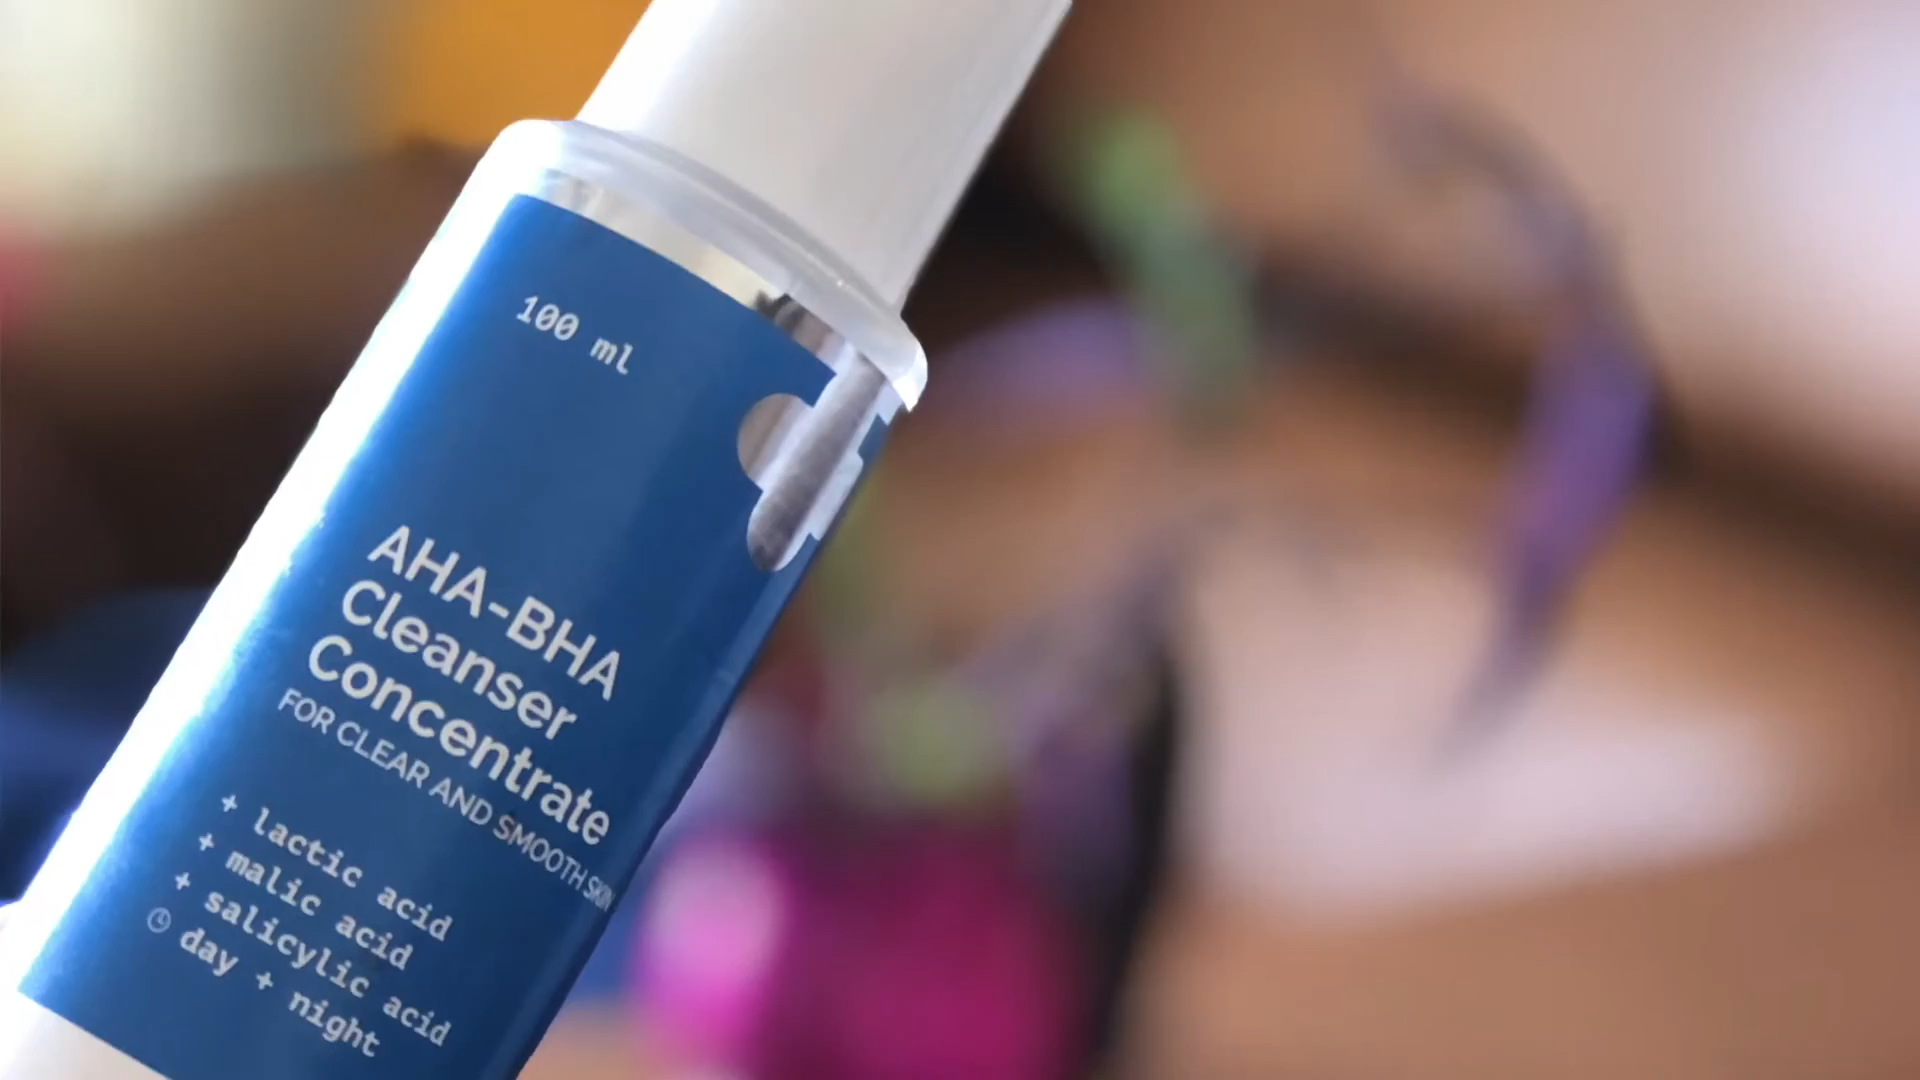 100 ml
AHA-BHA
Cleanser
Concentrate
FOR CLEAR AND SMOOTH SKIN
+ lactic acid
+ malic acid
+ salicylic acid
day + night